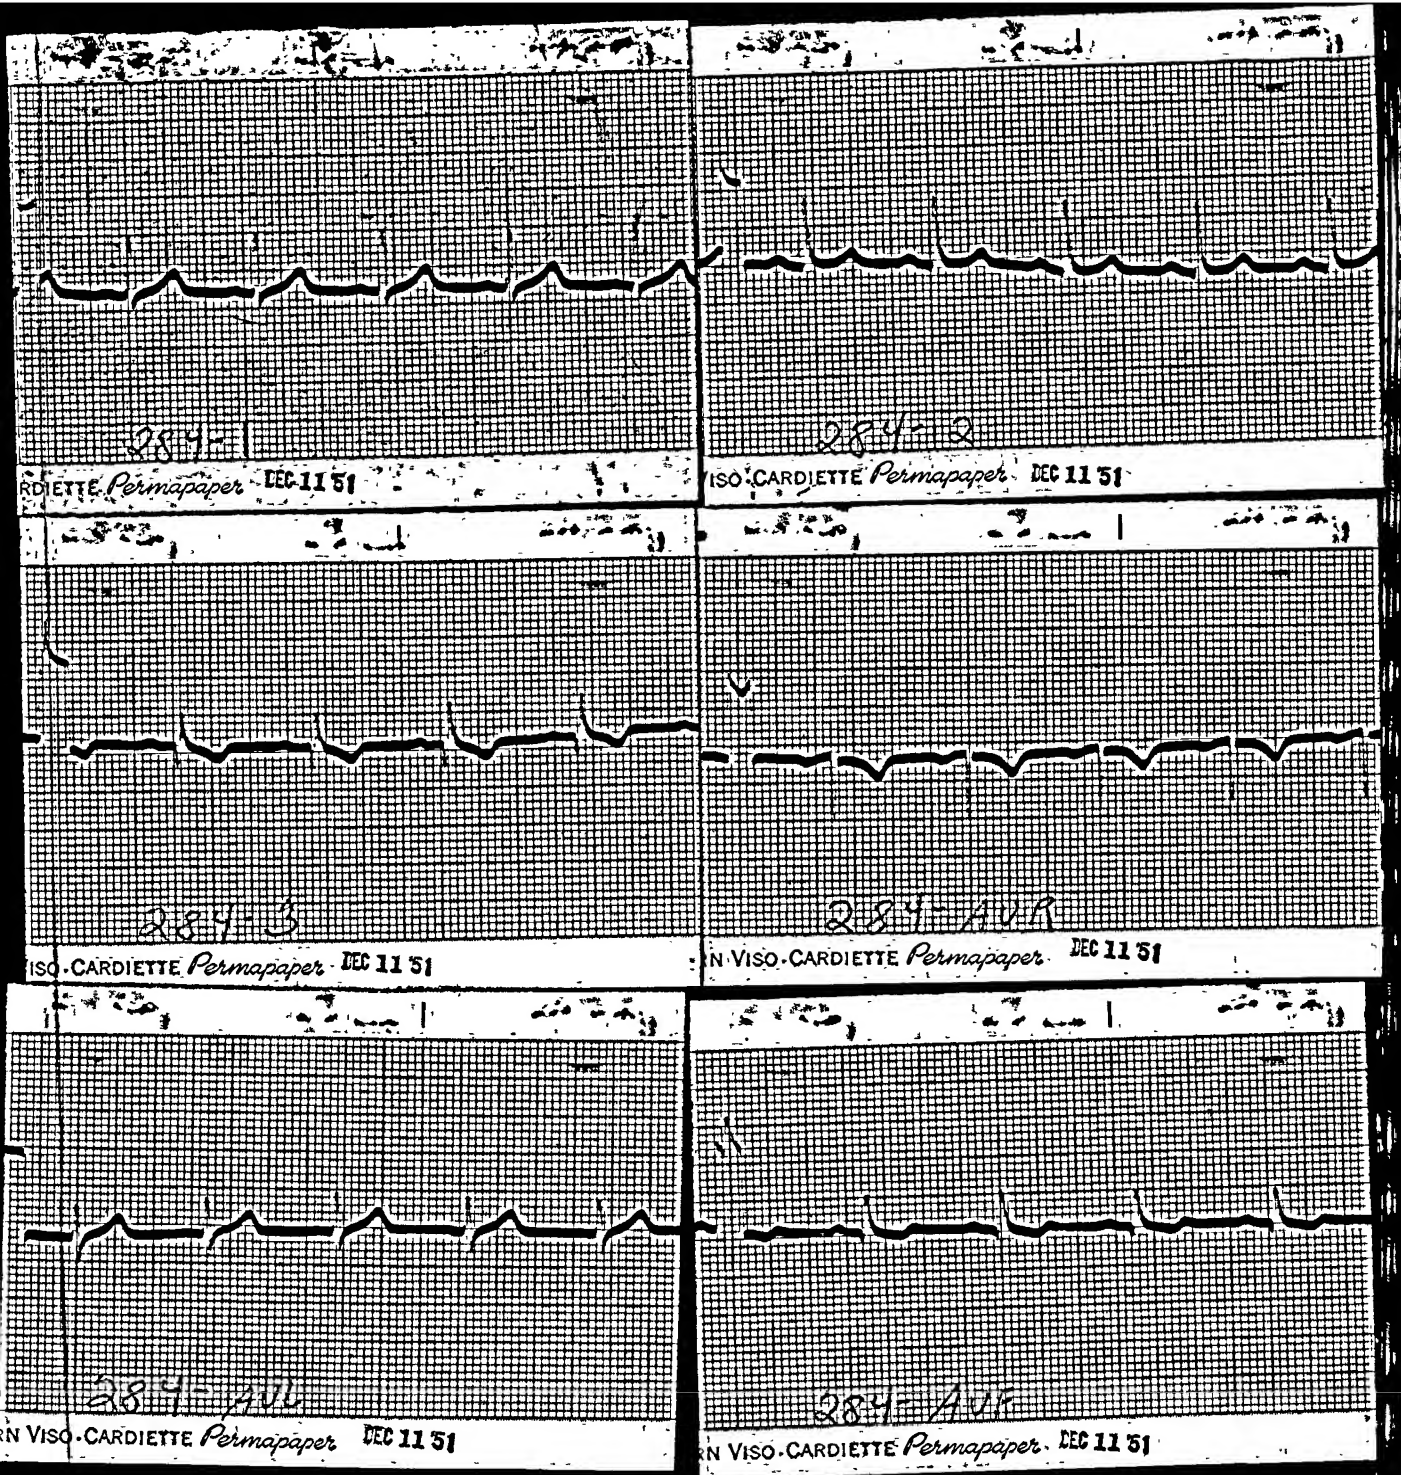 284-1
RDIETTE Permapaper DEC 11 '51
284-2
VISO-CARDIETTE Permapaper DEC 11 '51
284-3
ISO-CARDIETTE Permapaper DEC 11 '51
284-AVR
N VISO-CARDIETTE Permapaper DEC 11 '51
284-AVL
RN VISO-CARDIETTE Permapaper DEC 11 '51
284-AVF
RN VISO-CARDIETTE Permapaper DEC 11 '51